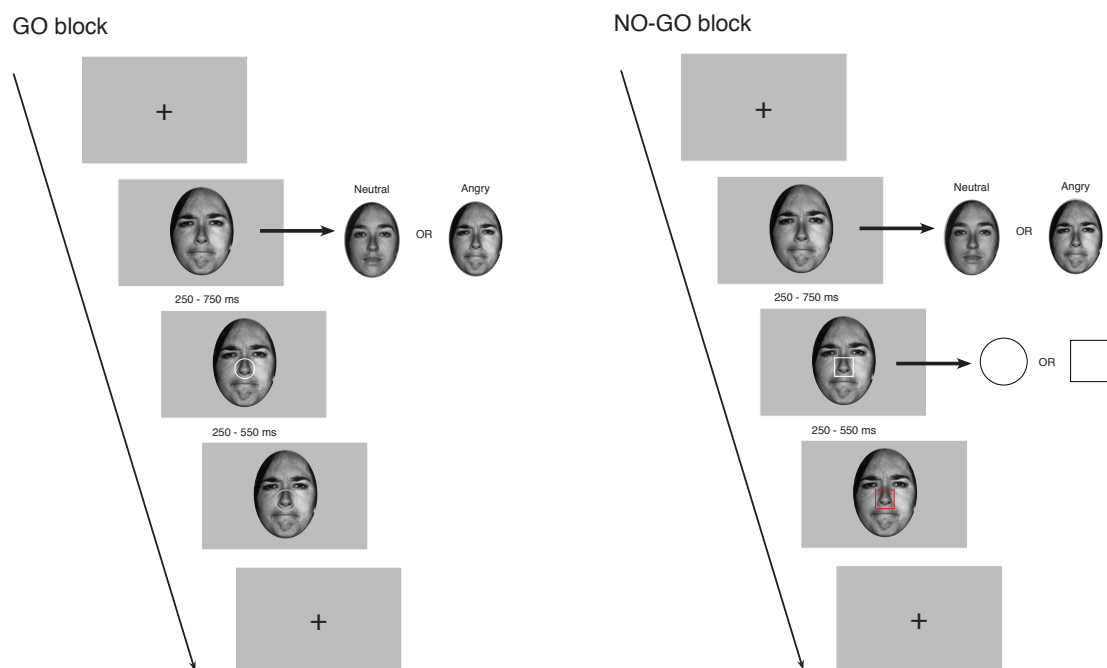 GO block
+
Neutral OR Angry
250 - 750 ms
250 - 550 ms
+
NO-GO block
+
Neutral OR Angry
250 - 750 ms
OR
250 - 550 ms
+